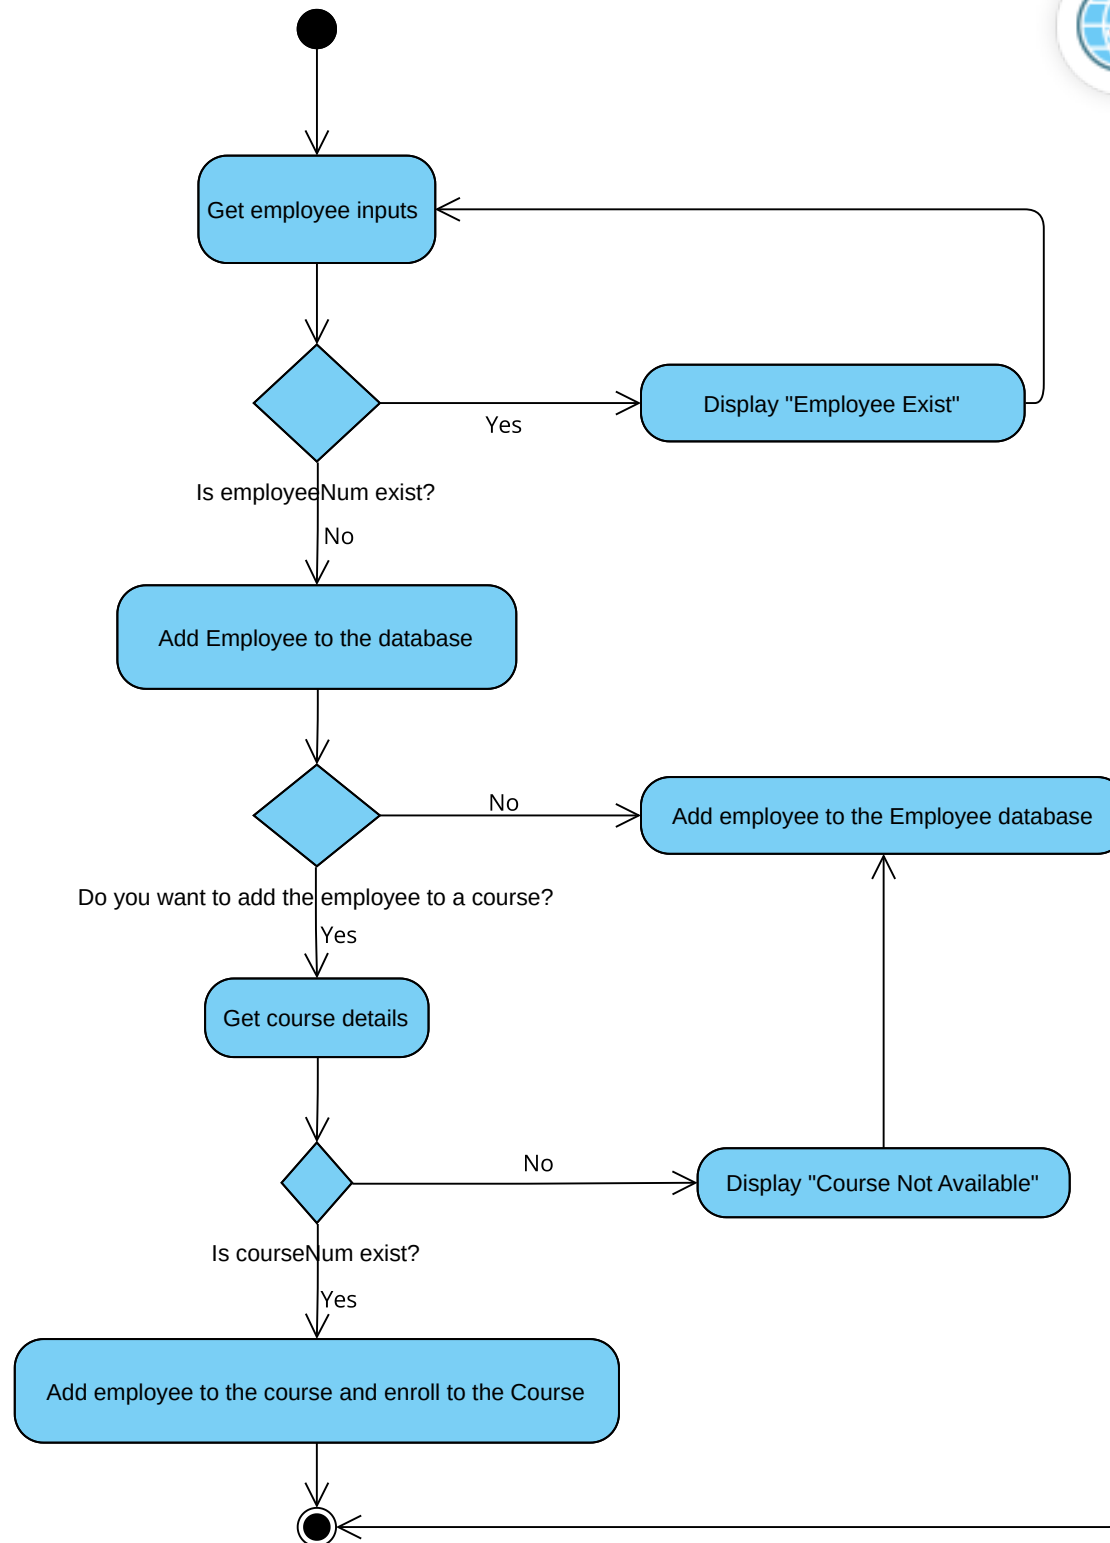 Get employee inputs
Display "Employee Exist"
Yes
Is employeeNum exist?
No
Add Employee to the database
No
Add employee to the Employee database
Do you want to add the employee to a course?
Yes
Get course details
No
Display "Course Not Available"
Is courseNum exist?
Yes
Add employee to the course and enroll to the Course